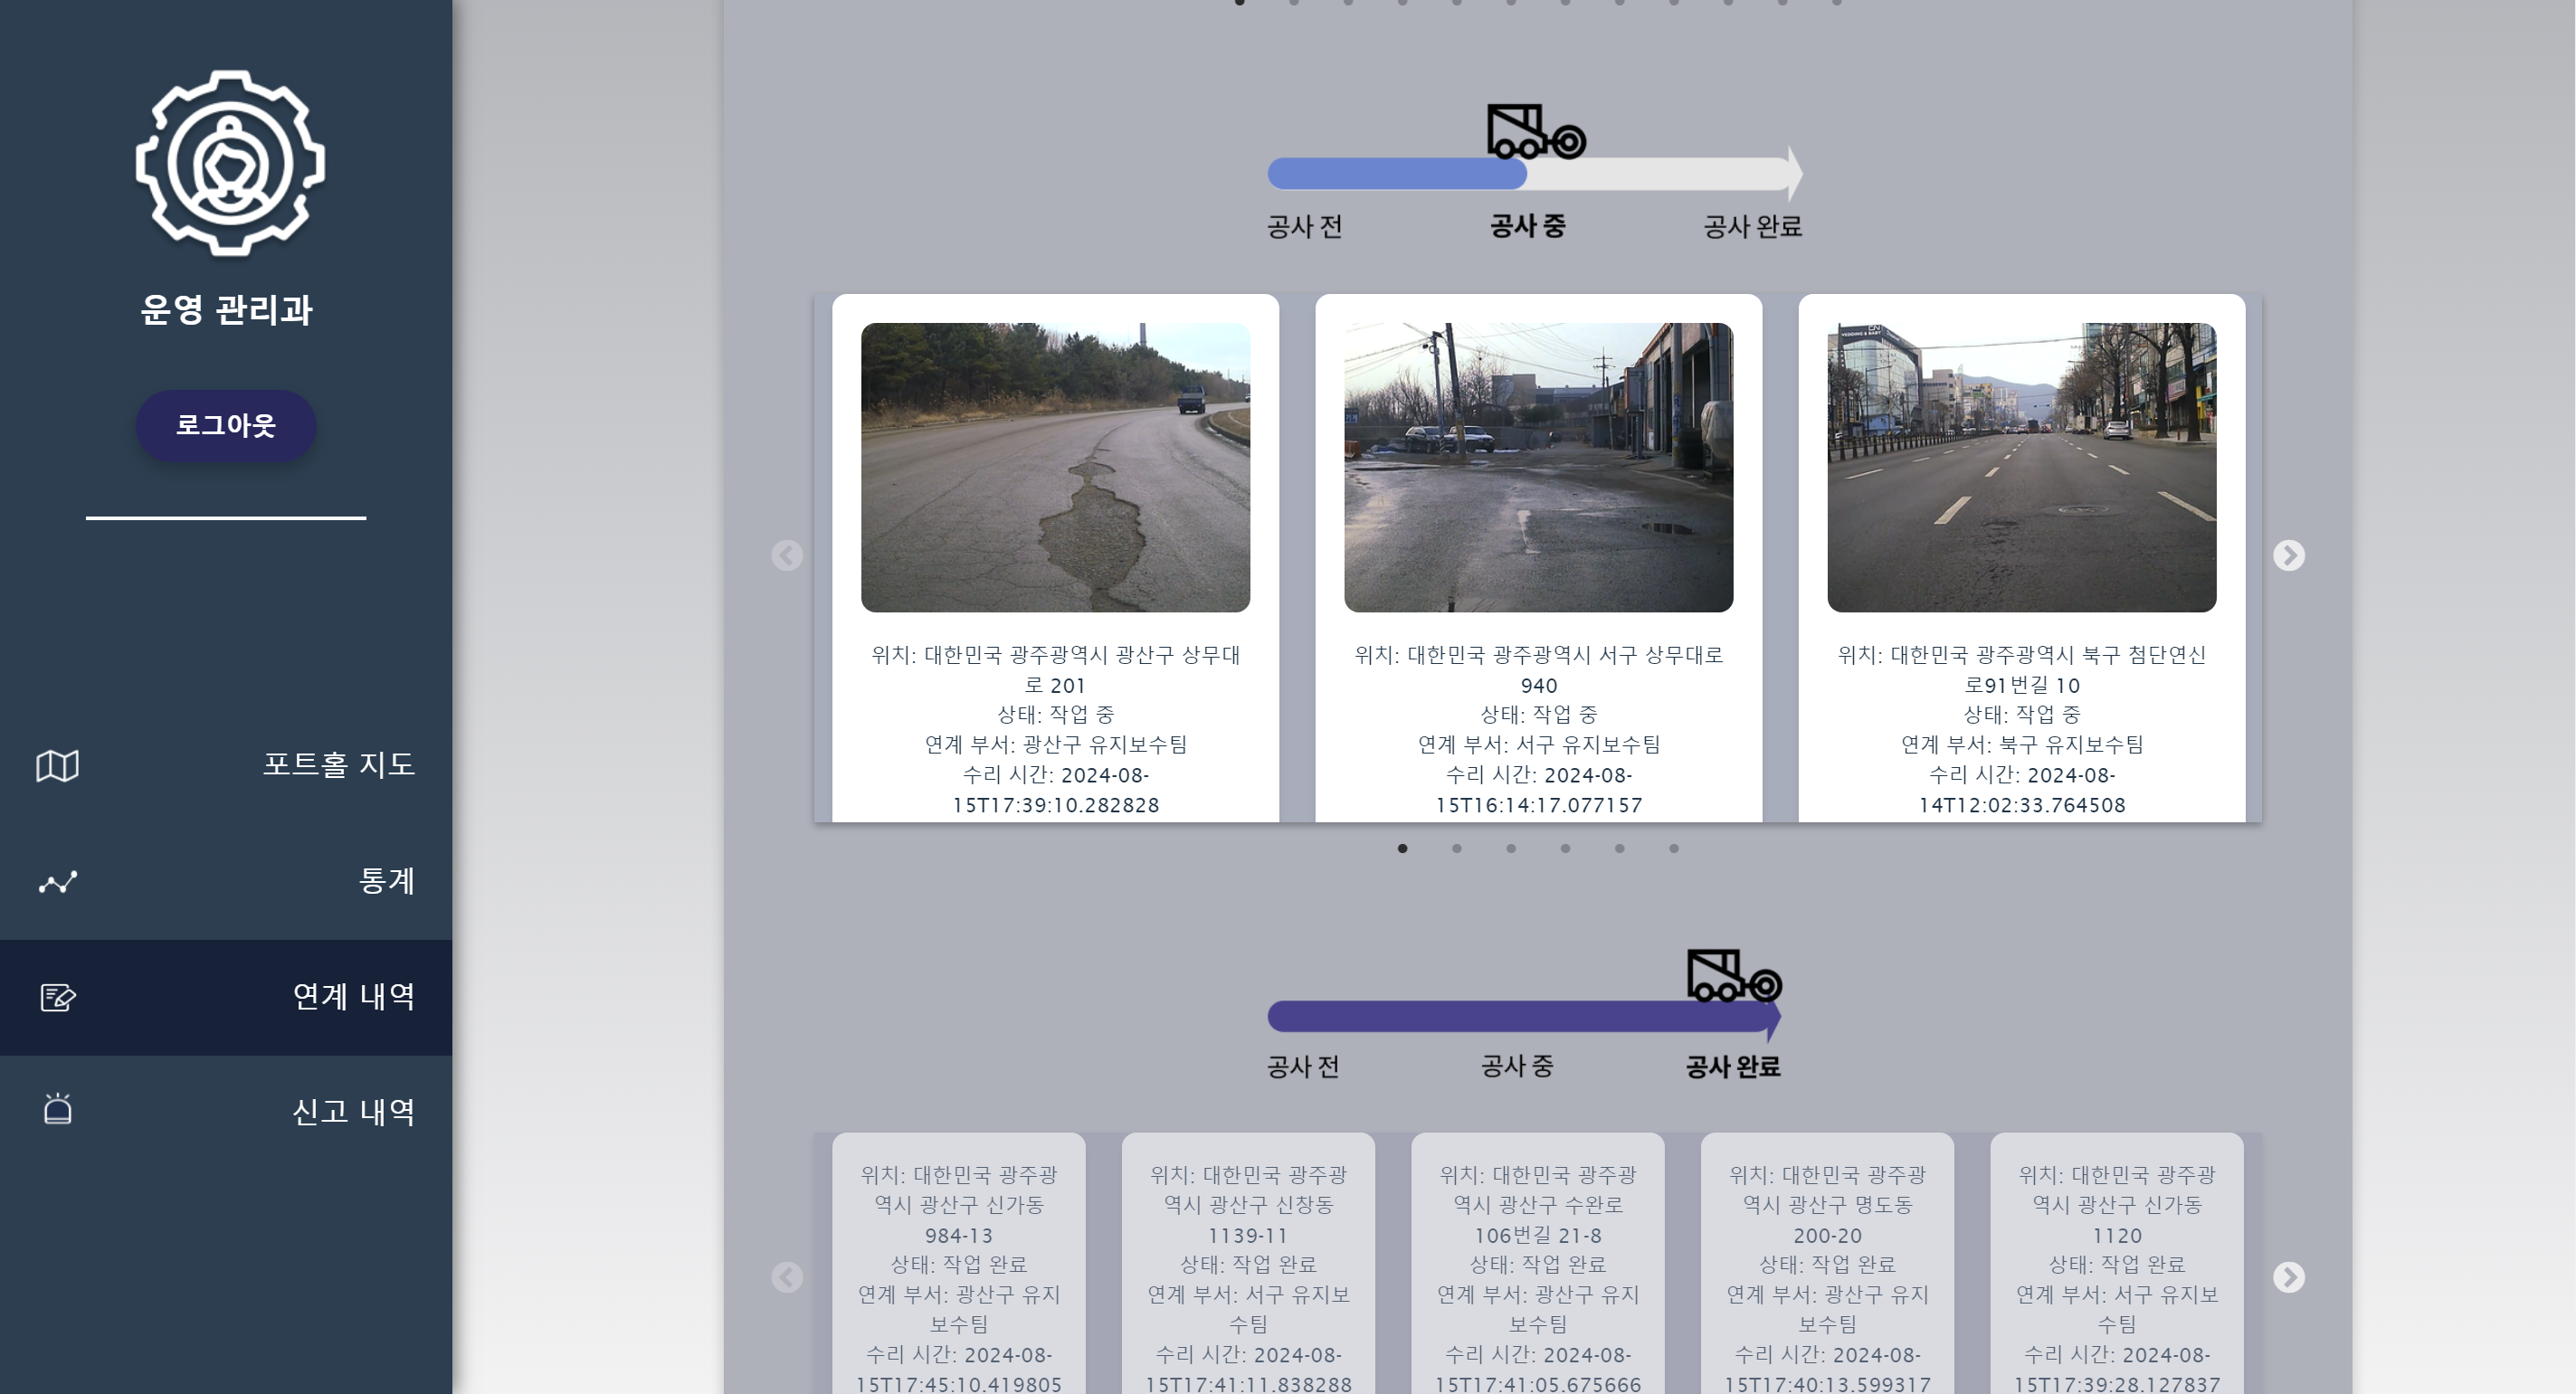 운영 관리과
로그아웃
포트홀 지도
통계
연계 내역
신고 내역
공사 전
공사 중
공사 완료
위치: 대한민국 광주광역시 광산구 상무대
로 201
상태: 작업 중
연계 부서: 광산구 유지보수팀
수리 시간: 2024-08-
15T17:39:10.282828
위치: 대한민국 광주광역시 서구 상무대로
940
상태: 작업 중
연계 부서: 서구 유지보수팀
수리 시간: 2024-08-
15T16:14:17.077157
위치: 대한민국 광주광역시 북구 첨단연신
로91번길 10
상태: 작업 중
연계 부서: 북구 유지보수팀
수리 시간: 2024-08-
14T12:02:33.764508
공사 전
공사 중
공사 완료
위치: 대한민국 광주광
역시 광산구 신가동
984-13
상태: 작업 완료
연계 부서: 광산구 유지
보수팀
수리 시간: 2024-08-
15T17:45:10.419805
위치: 대한민국 광주광
역시 광산구 신창동
1139-11
상태: 작업 완료
연계 부서: 서구 유지보
수팀
수리 시간: 2024-08-
15T17:41:11.838288
위치: 대한민국 광주광
역시 광산구 수완로
106번길 21-8
상태: 작업 완료
연계 부서: 광산구 유지
보수팀
수리 시간: 2024-08-
15T17:41:05.675666
위치: 대한민국 광주광
역시 광산구 명도동
200-20
상태: 작업 완료
연계 부서: 광산구 유지
보수팀
수리 시간: 2024-08-
15T17:40:13.599317
위치: 대한민국 광주광
역시 광산구 신가동
1120
상태: 작업 완료
연계 부서: 서구 유지보
수팀
수리 시간: 2024-08-
15T17:39:28.127837